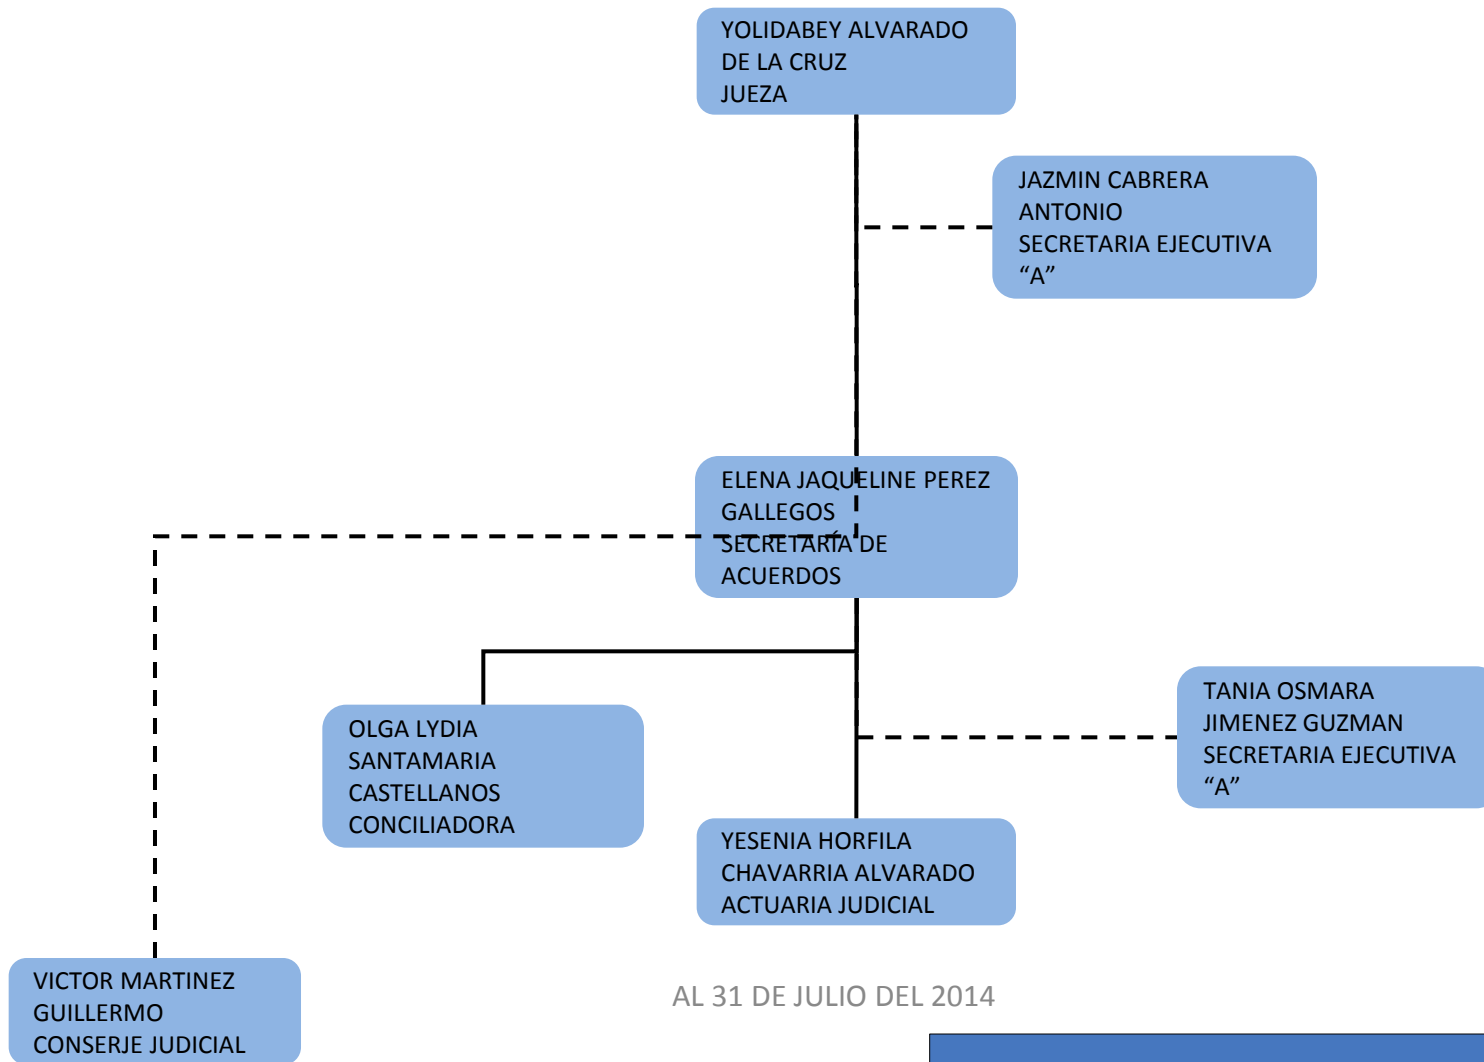 YOLIDABEY ALVARADO
DE LA CRUZ
JUEZA
JAZMIN CABRERA
ANTONIO
SECRETARIA EJECUTIVA
“A”
ELENA JAQUELINE PEREZ
GALLEGOS
SECRETARÍA DE
ACUERDOS
OLGA LYDIA
SANTAMARIA
CASTELLANOS
CONCILIADORA
TANIA OSMARA
JIMENEZ GUZMAN
SECRETARIA EJECUTIVA
“A”
YESENIA HORFILA
CHAVARRIA ALVARADO
ACTUARIA JUDICIAL
VICTOR MARTINEZ
GUILLERMO
CONSERJE JUDICIAL
AL 31 DE JULIO DEL 2014